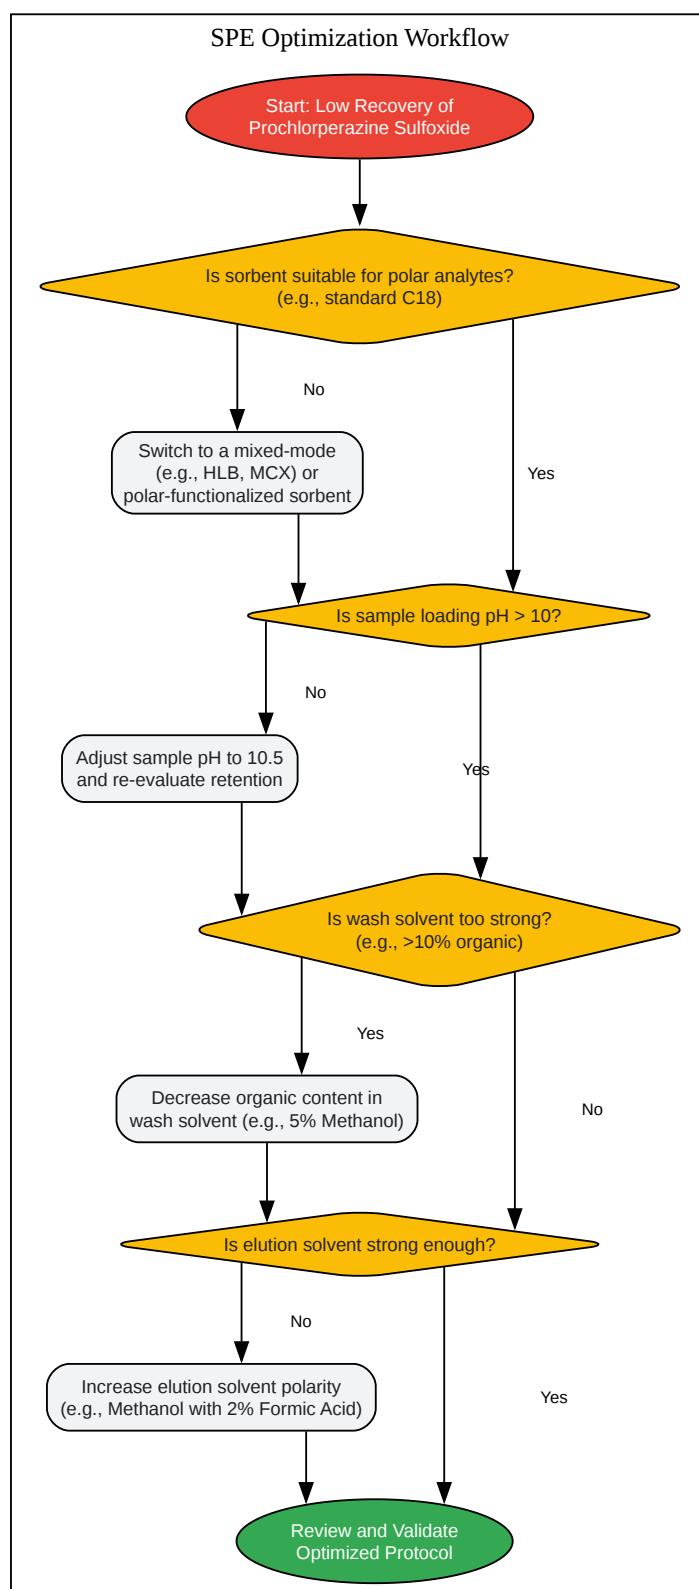 SPE Optimization Workflow
Start: Low Recovery of
Prochlorperazine Sulfoxide
Is sorbent suitable for polar analytes?
(e.g., standard C18)
No
Switch to a mixed-mode
(e.g., HLB, MCX) or
polar-functionalized sorbent
Yes
Is sample loading pH > 10?
No
Adjust sample pH to 10.5
and re-evaluate retention
Yes
Is wash solvent too strong?
(e.g., >10% organic)
Yes
Decrease organic content in
wash solvent (e.g., 5% Methanol)
No
Is elution solvent strong enough?
No
Increase elution solvent polarity
(e.g., Methanol with 2% Formic Acid)
Yes
Review and Validate
Optimized Protocol